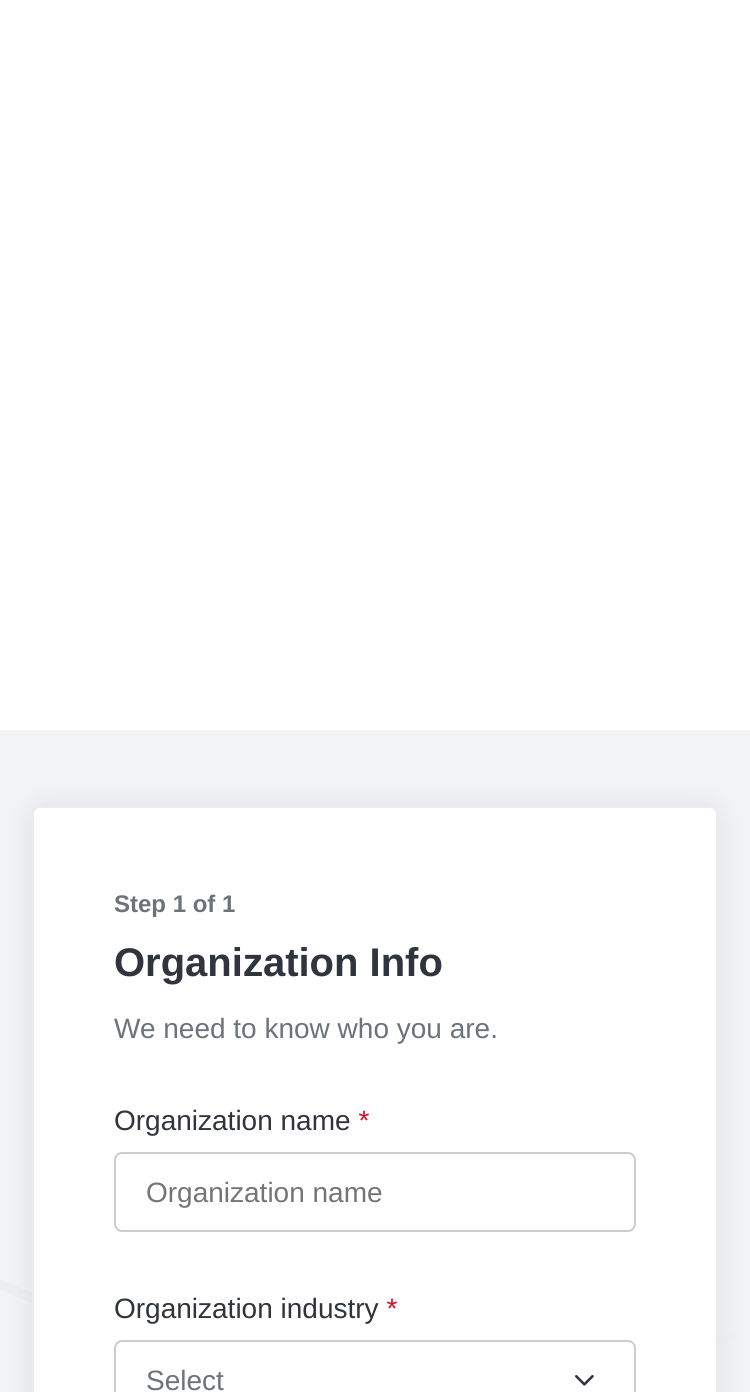 Step 1 of 1
Organization Info
We need to know who you are.
Organization name *
Organization name
Organization industry *
Select